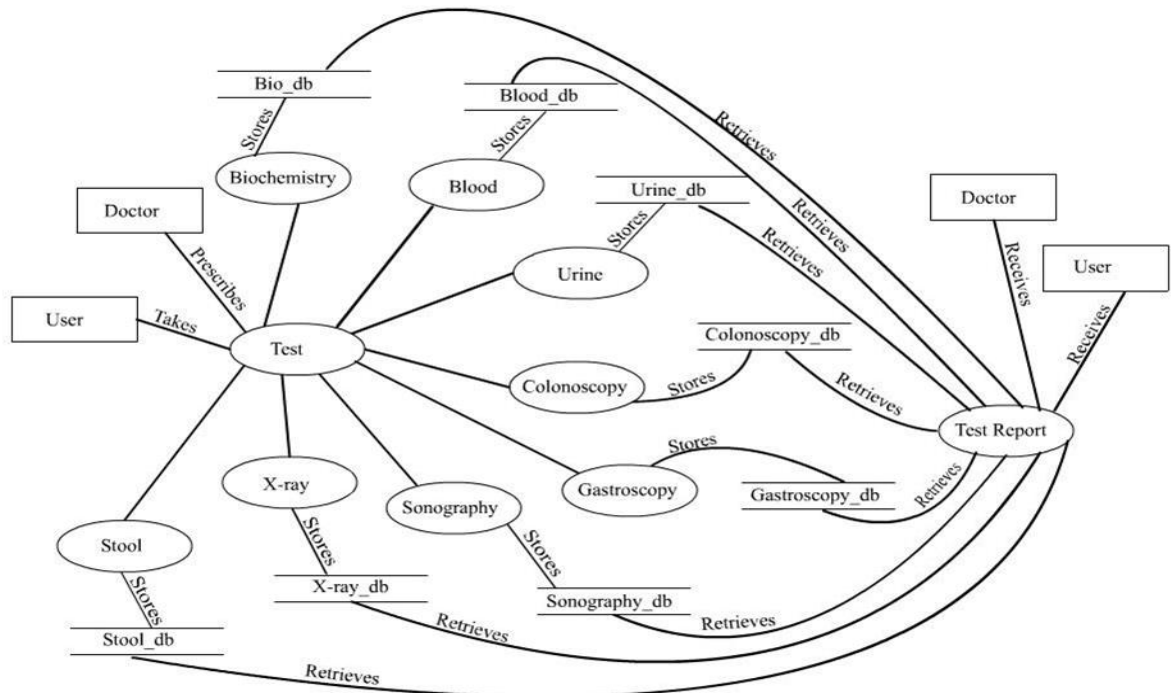 Bio_db
Blood_db
Stores
Stores
Retrieves
Biochemistry
Blood
Urine_db
Doctor
Doctor
Stores
Retrieves
Retrieves
Prescribes
Urine
Receives
User
User
Takes
Test
Colonoscopy_db
Receives
Colonoscopy
Stores
Retrieves
Test Report
Stores
X-ray
Gastroscopy
Gastroscopy_db
Retrieves
Sonography
Stool
Stores
Stores
X-ray_db
Stores
Sonography_db
Retrieves
Retrieves
Stool_db
Retrieves